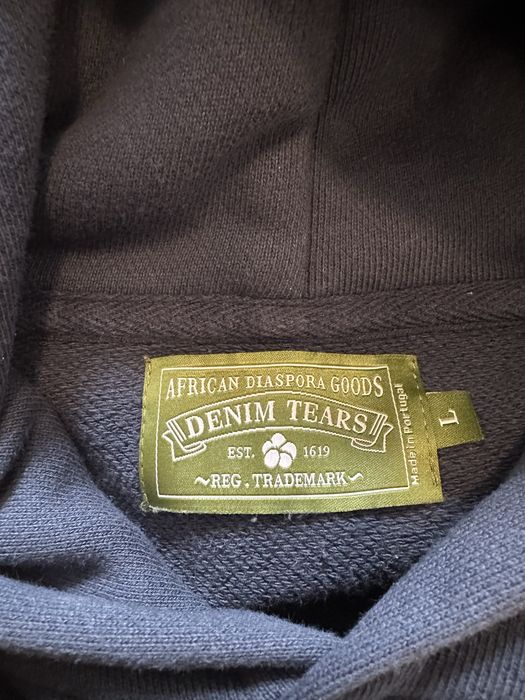 AFRICAN DIASPORA GOODS
DENIM TEARS
EST. 1619
~REG. TRADEMARK~
Made in Portugal
L